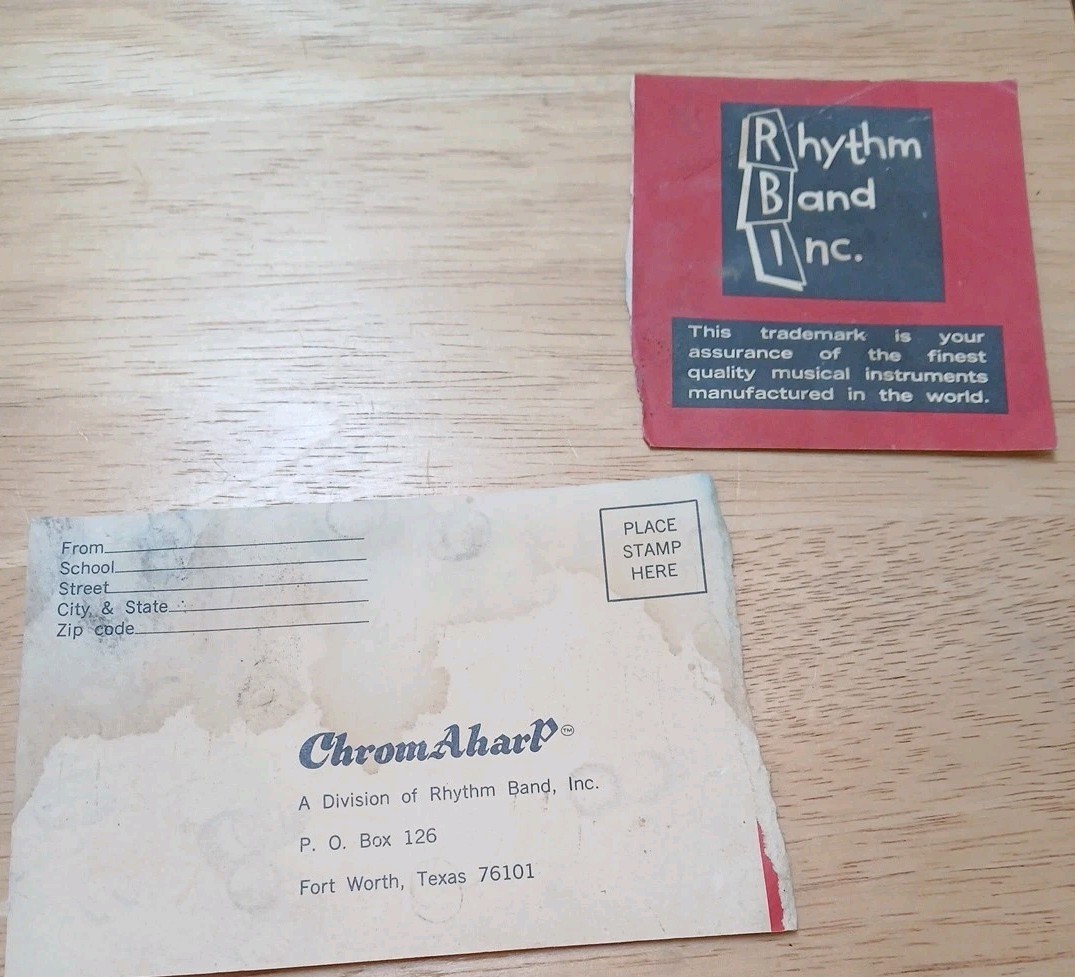 Rhythm
Band
Inc.
This trademark is your
assurance of the finest
quality musical instruments
manufactured in the world.
From
School
Street
City & State
Zip code
PLACE
STAMP
HERE
ChromAharP™
A Division of Rhythm Band, Inc.
P. O. Box 126
Fort Worth, Texas 76101